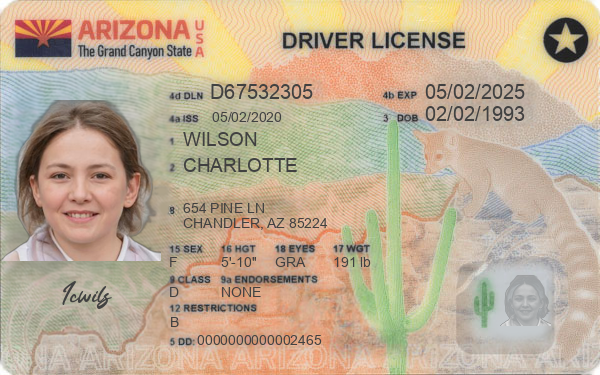 ARIZONA USA
The Grand Canyon State
DRIVER LICENSE
4d DLN D67532305
4b EXP 05/02/2025
4a ISS 05/02/2020
3 DOB 02/02/1993
1 WILSON
2 CHARLOTTE
8 654 PINE LN
CHANDLER, AZ 85224
15 SEX 16 HGT 18 EYES 17 WGT
F 5'-10" GRA 191 lb
9 CLASS 9a ENDORSEMENTS
D NONE
12 RESTRICTIONS
B
5 DD: 0000000000002465
1cwils
ARIZONA ARIZONA ARIZONA ARIZONA